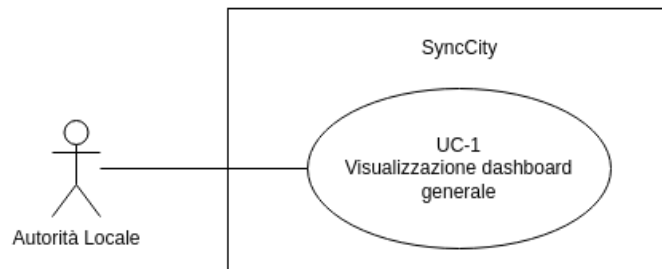 SyncCity
UC-1
Visualizzazione dashboard
generale
Autorità Locale